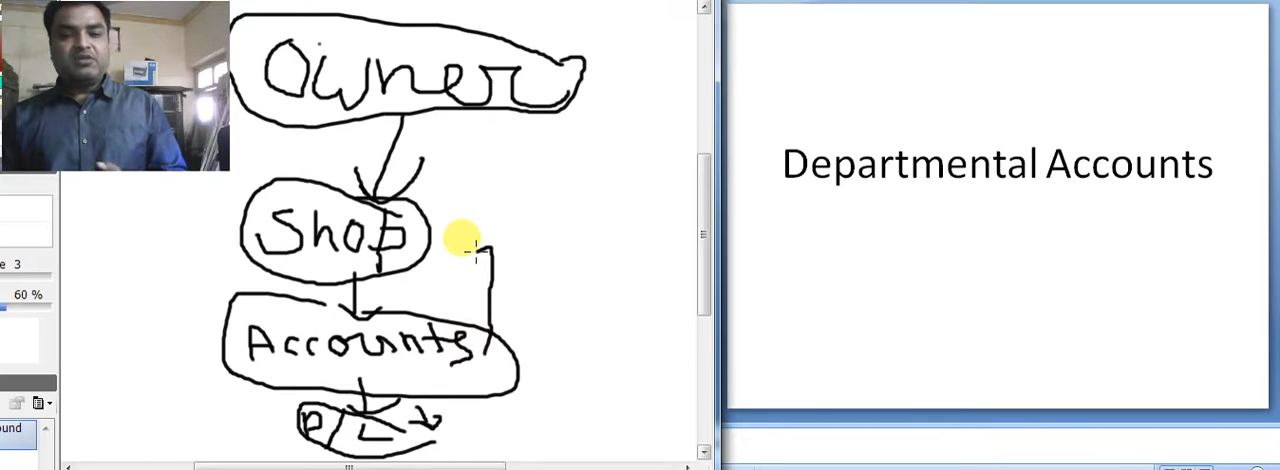 Owner
Shop
Accounts
P/L
e 3
60 %
ound
Departmental Accounts